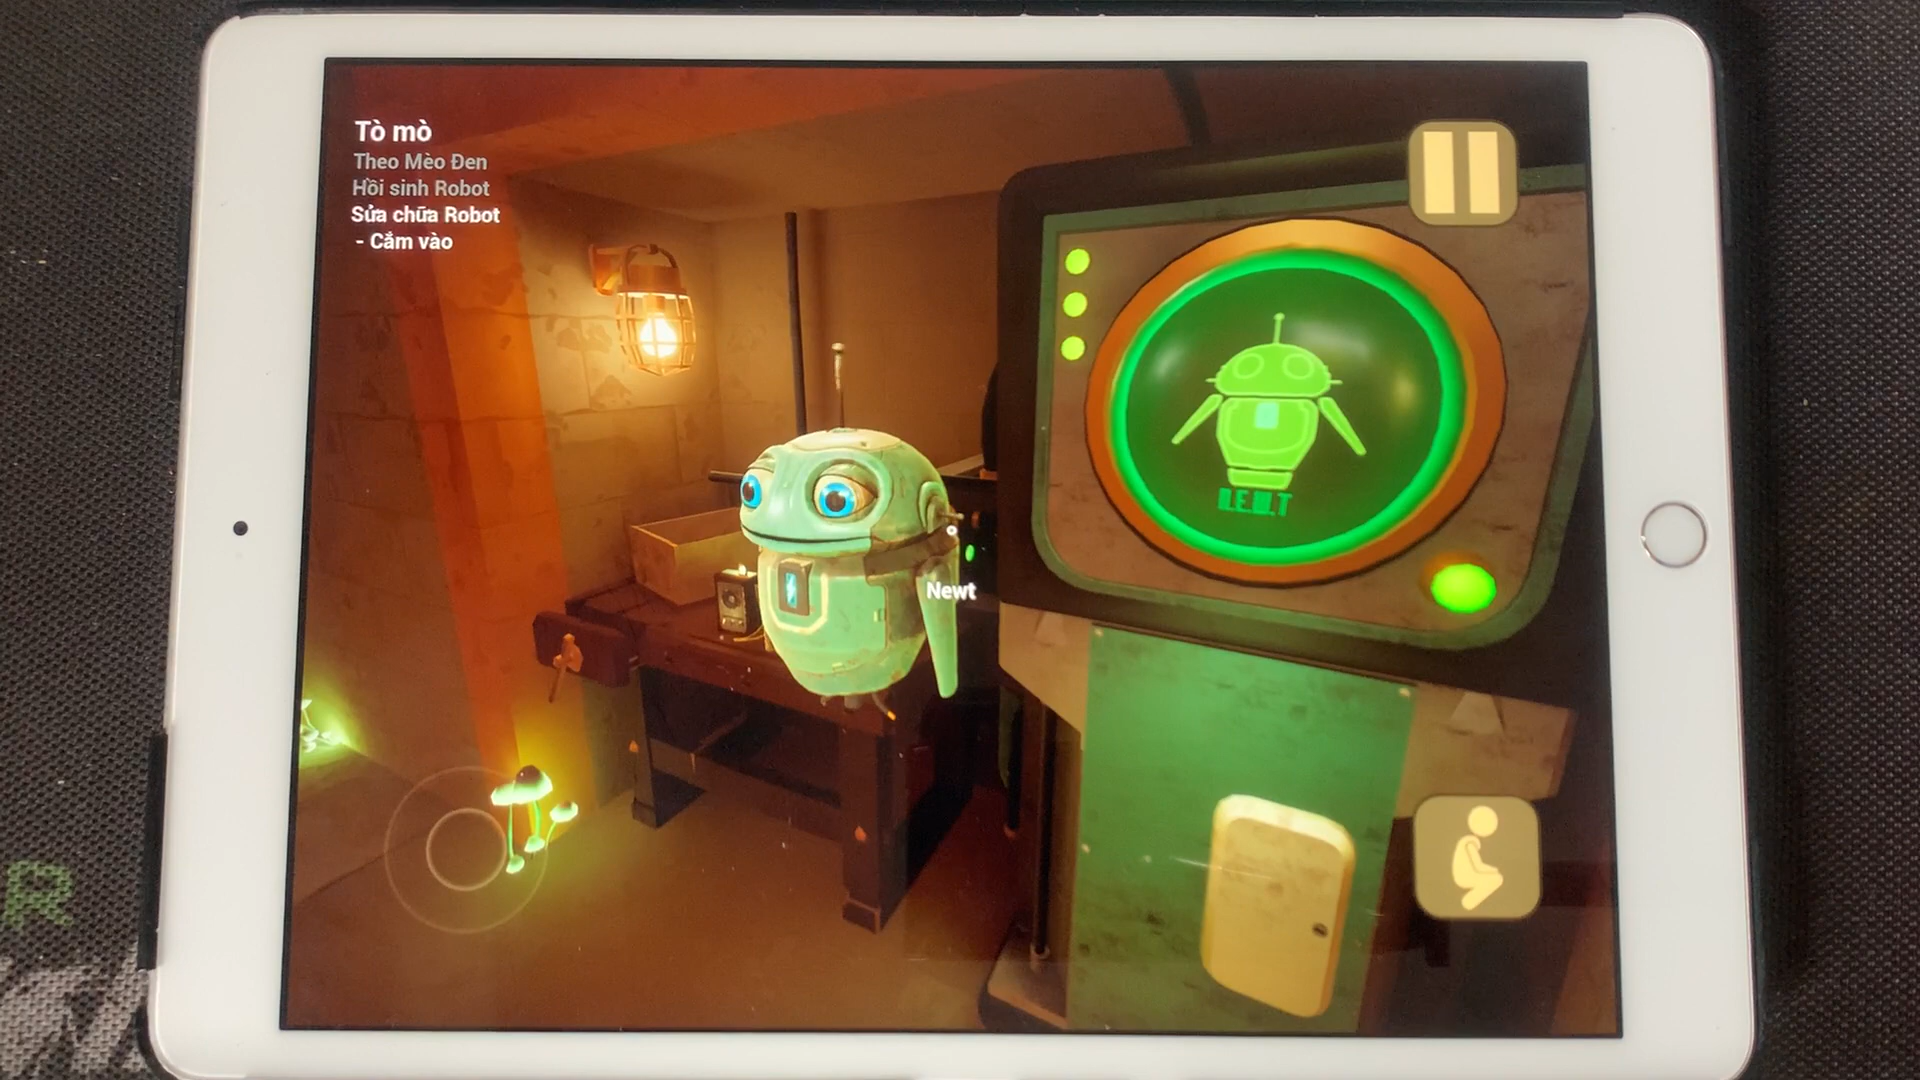 Tò mò
Theo Mèo Đen
Hồi sinh Robot
Sửa chữa Robot
- Cắm vào
N.E.W.T
Newt
R